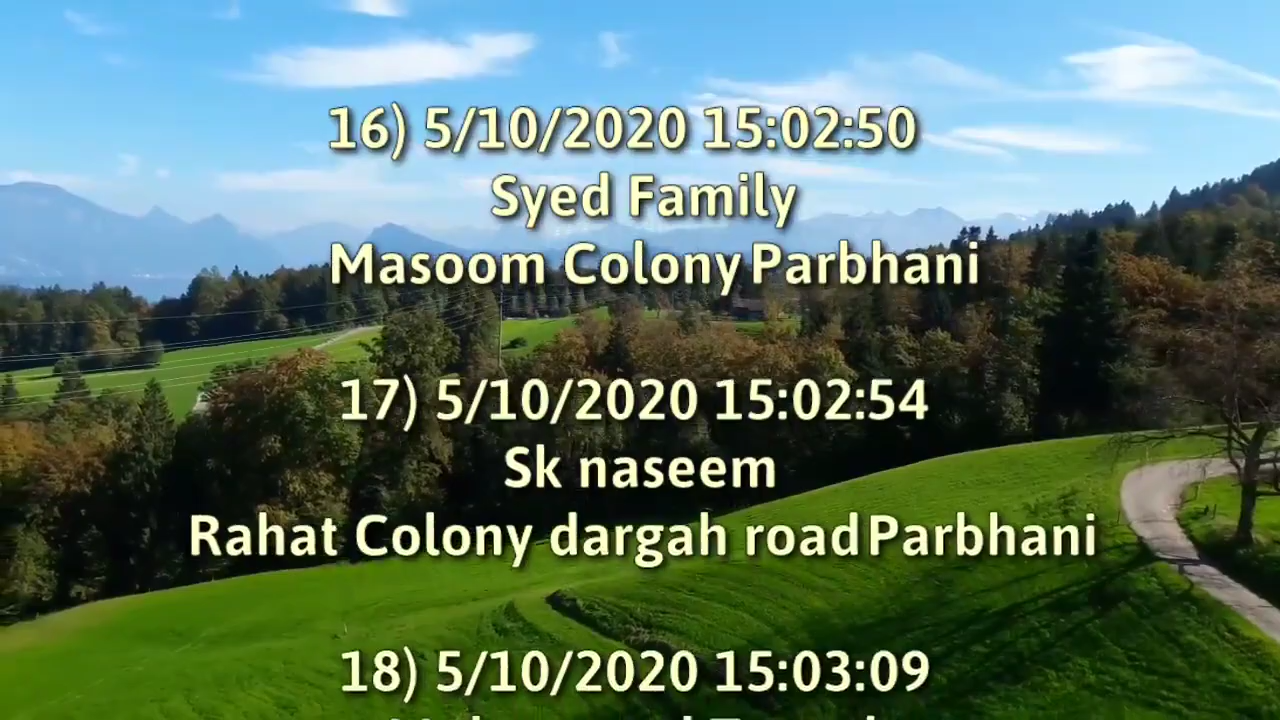 16) 5/10/2020 15:02:50
Syed Family
Masoom Colony Parbhani
17) 5/10/2020 15:02:54
Sk naseem
Rahat Colony dargah road Parbhani
18) 5/10/2020 15:03:09